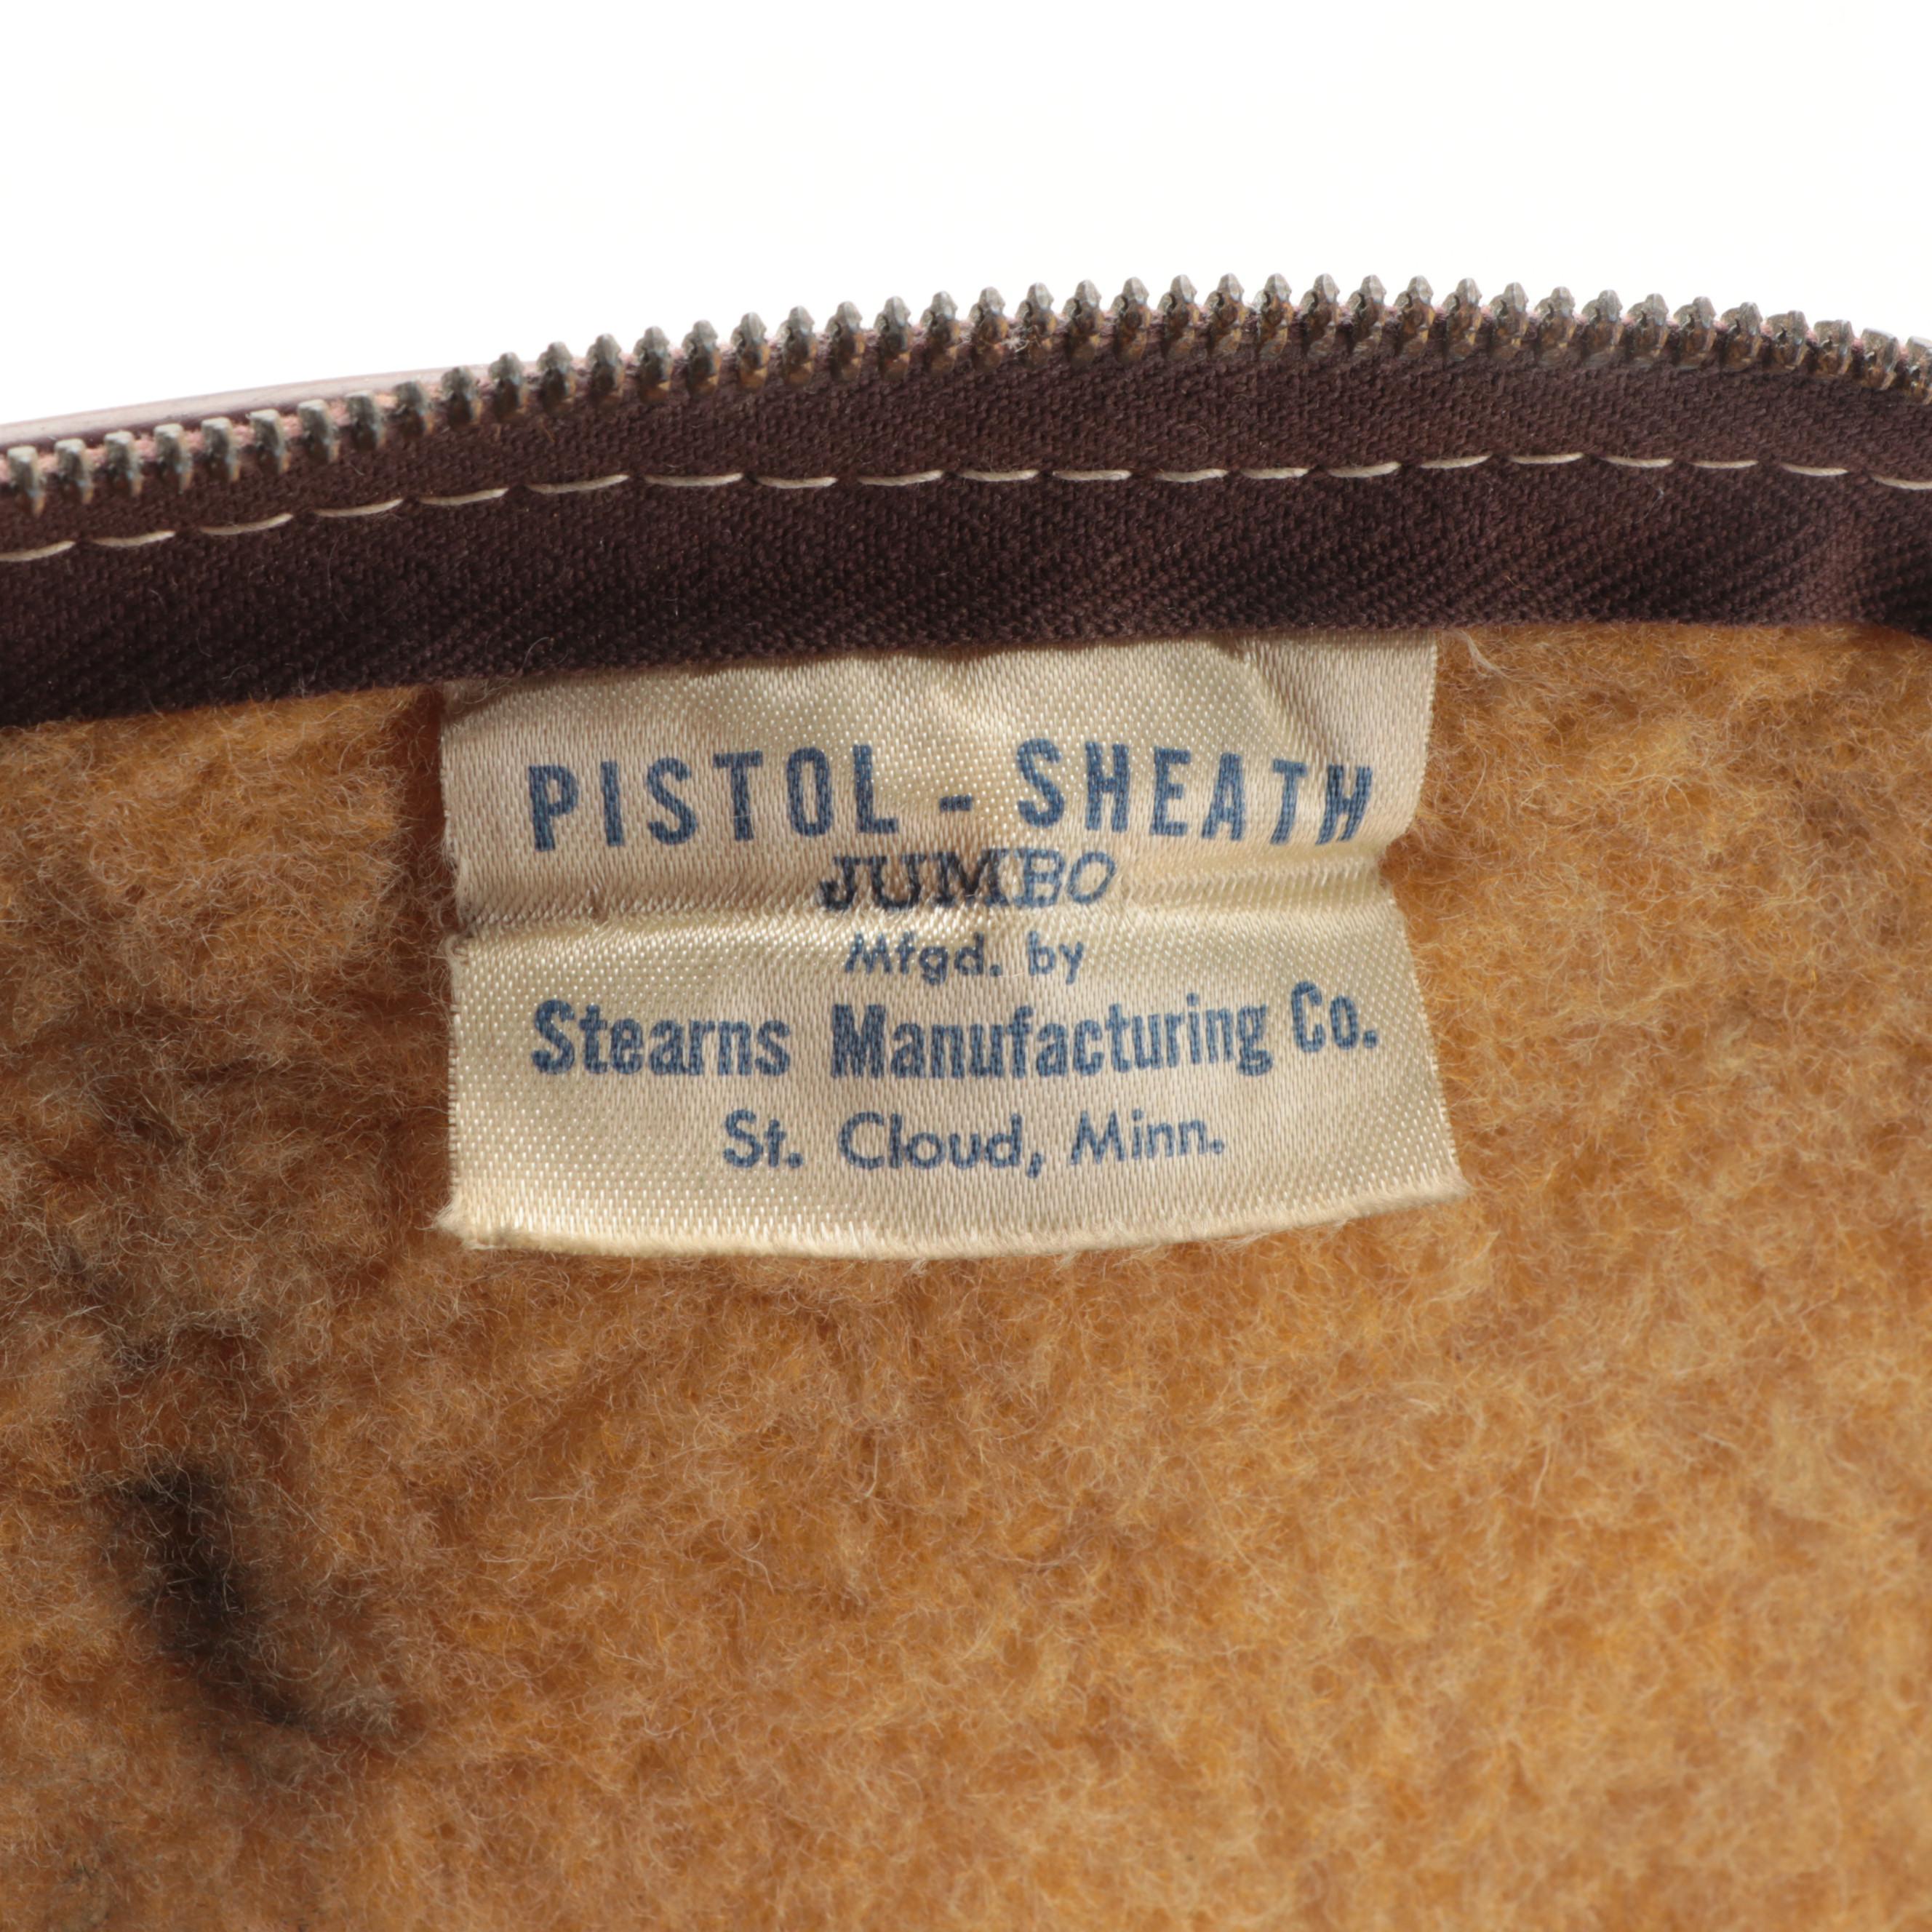 PISTOL - SHEATH
JUMBO
Mfgd. by
Stearns Manufacturing Co.
St. Cloud, Minn.